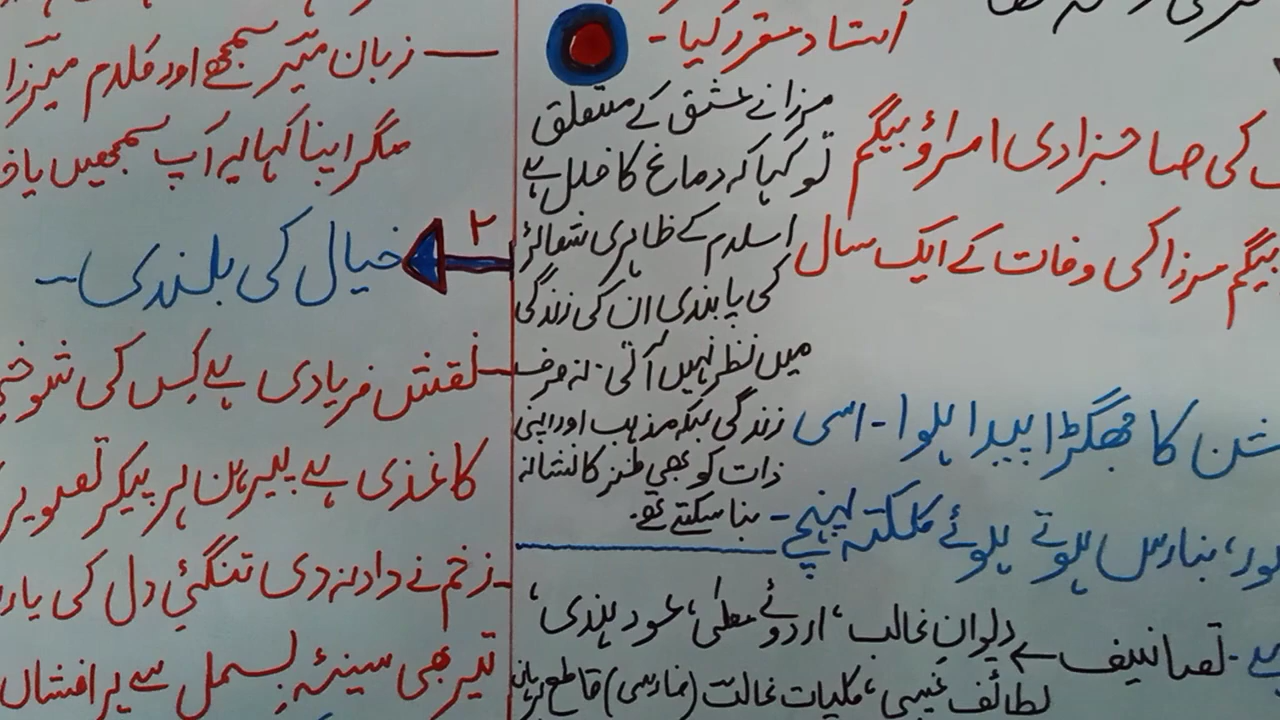 استاد مقرر کیا۔
کی صاحبزادی امراؤ بیگم
بیگم مرزا کی وفات کے ایک سال
شن کا جھگڑا پیدا ہوا۔ اسی
بنارس ہوتے ہوئے کلکتہ پہنچے۔
مرزا نے عشق کے متعلق
تو کہا کہ دماغ کا خلل ہے
اسلام کے ظاہری شعائر
کی پابندی ان کی زندگی
میں نظر نہیں آتی۔ نہ صرف
زندگی بلکہ مذہب اور اپنی
ذات کو بھی طنز کا نشانہ
بنا سکتے تھے۔
تصانیف ← دیوانِ غالب، اردوئے معلیٰ، عود ہندی،
لطائف غیبی، کلیات غالب (فارسی) قاطع برہان
زبان میر سمجھے اور کلام میرزا
مگر اپنا کہا یہ آپ سمجھیں یا
۲ خیال کی بلندی۔
نقش فریادی ہے کس کی شوخی
کاغذی ہے پیرہن ہر پیکر تصویر
زخم نے داد نہ دی تنگئی دل کی یار
تیر بھی سینۂ بسمل سے پر افشاں